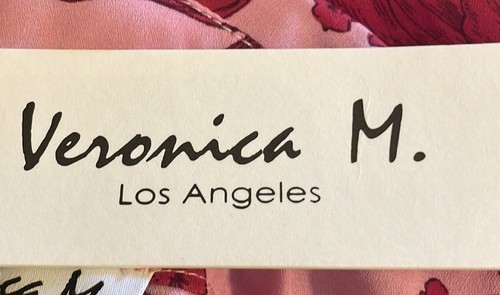 Veronica M.
Los Angeles